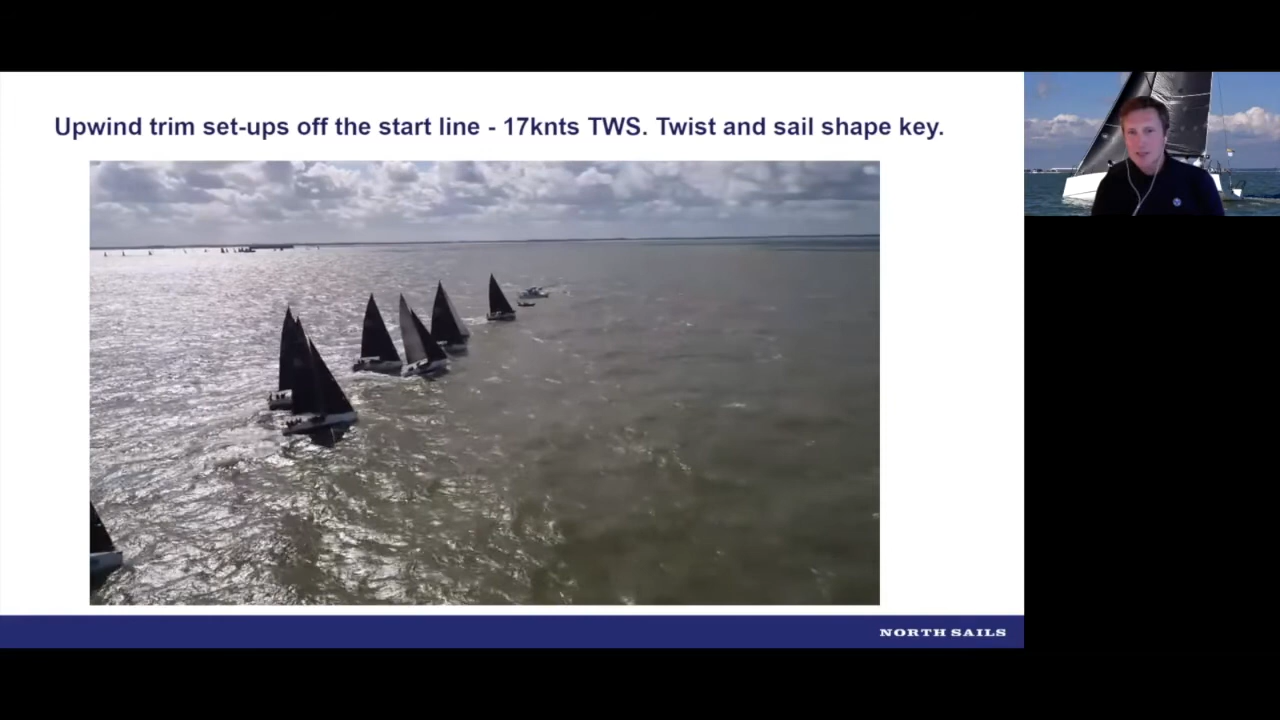 Upwind trim set-ups off the start line - 17knts TWS. Twist and sail shape key.
NORTH SAILS